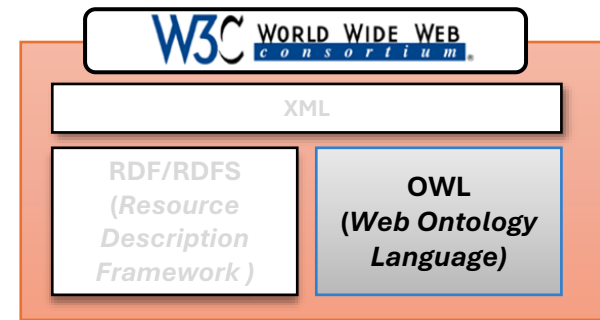 W3C WORLD WIDE WEB
consortium®
XML
RDF/RDFS
(Resource
Description
Framework )
OWL
(Web Ontology
Language)